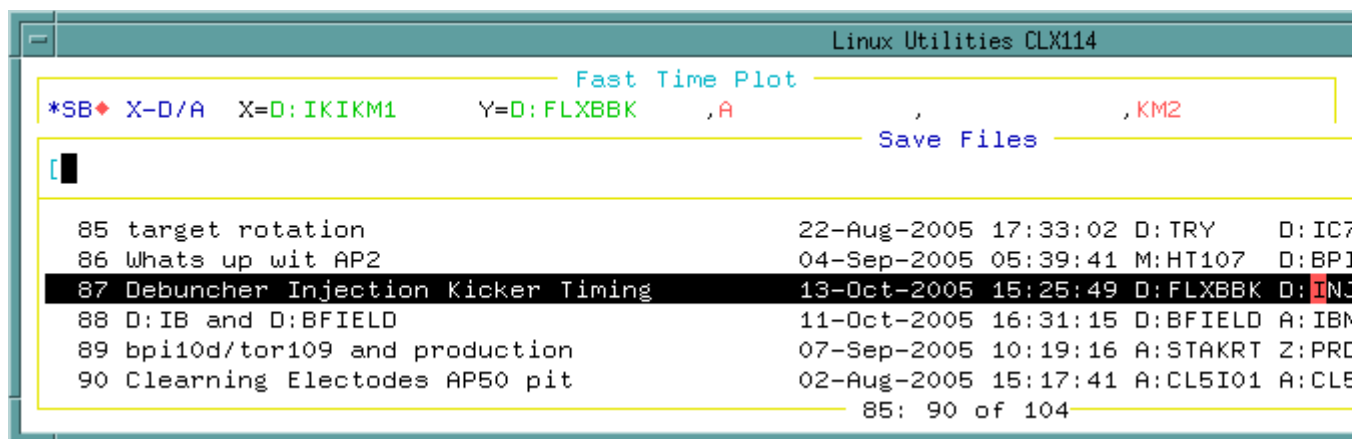 Linux Utilities CLX114
Fast Time Plot
*SB♦ X-D/A X=D:IKIKM1 Y=D:FLXBBK ,A , ,KM2
Save Files
[
85 target rotation 22-Aug-2005 17:33:02 D:TRY D:IC7
86 Whats up wit AP2 04-Sep-2005 05:39:41 M:HT107 D:BPI
87 Debuncher Injection Kicker Timing 13-Oct-2005 15:25:49 D:FLXBBK D:INJ
88 D:IB and D:BFIELD 11-Oct-2005 16:31:15 D:BFIELD A:IBN
89 bpi10d/tor109 and production 07-Sep-2005 10:19:16 A:STAKRT Z:PRD
90 Clearning Electodes AP50 pit 02-Aug-2005 15:17:41 A:CL5I01 A:CL5
85: 90 of 104